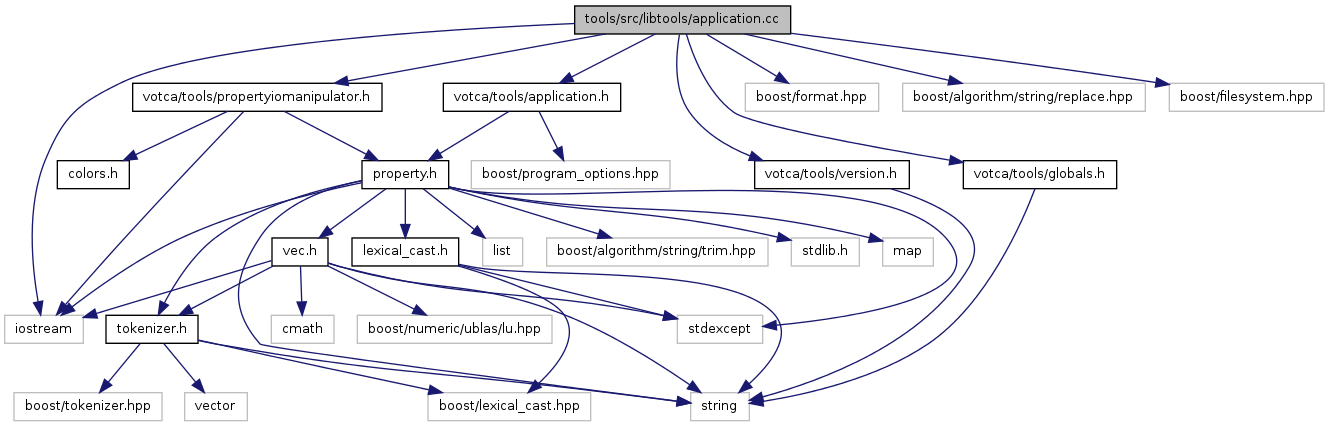 tools/src/libtools/application.cc
votca/tools/propertyiomanipulator.h
votca/tools/application.h
boost/format.hpp
boost/algorithm/string/replace.hpp
boost/filesystem.hpp
colors.h
property.h
boost/program_options.hpp
votca/tools/version.h
votca/tools/globals.h
vec.h
lexical_cast.h
list
boost/algorithm/string/trim.hpp
stdlib.h
map
iostream
tokenizer.h
cmath
boost/numeric/ublas/lu.hpp
stdexcept
boost/tokenizer.hpp
vector
boost/lexical_cast.hpp
string